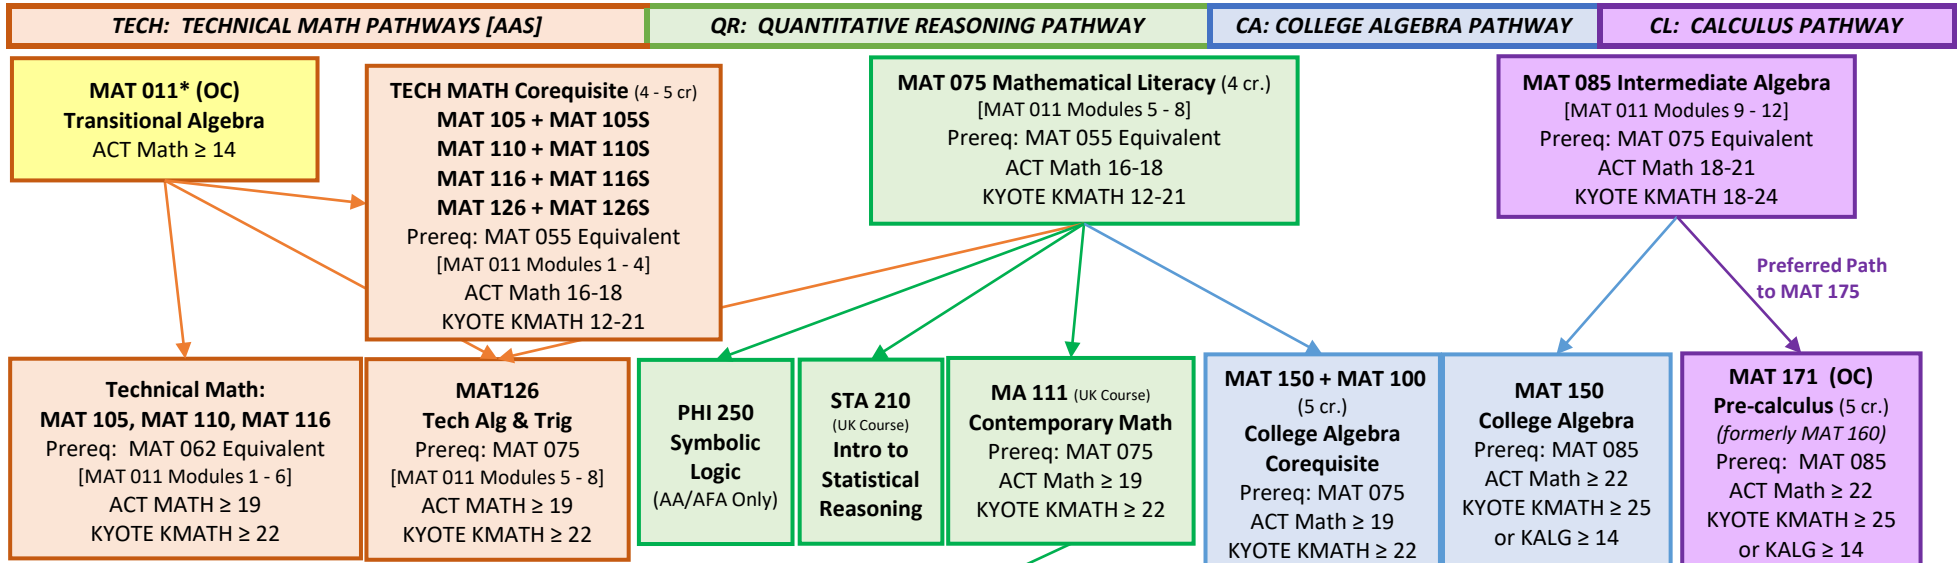 TECH: TECHNICAL MATH PATHWAYS [AAS]
QR: QUANTITATIVE REASONING PATHWAY
CA: COLLEGE ALGEBRA PATHWAY
CL: CALCULUS PATHWAY
MAT 011* (OC)
Transitional Algebra
ACT Math ≥ 14
TECH MATH Corequisite (4 - 5 cr)
MAT 105 + MAT 105S
MAT 110 + MAT 110S
MAT 116 + MAT 116S
MAT 126 + MAT 126S
Prereq: MAT 055 Equivalent
[MAT 011 Modules 1 - 4]
ACT Math 16-18
KYOTE KMATH 12-21
MAT 075 Mathematical Literacy (4 cr.)
[MAT 011 Modules 5 - 8]
Prereq: MAT 055 Equivalent
ACT Math 16-18
KYOTE KMATH 12-21
MAT 085 Intermediate Algebra
[MAT 011 Modules 9 - 12]
Prereq: MAT 075 Equivalent
ACT Math 18-21
KYOTE KMATH 18-24
Preferred Path
to MAT 175
Technical Math:
MAT 105, MAT 110, MAT 116
Prereq: MAT 062 Equivalent
[MAT 011 Modules 1 - 6]
ACT MATH ≥ 19
KYOTE KMATH ≥ 22
MAT126
Tech Alg & Trig
Prereq: MAT 075
[MAT 011 Modules 5 - 8]
ACT MATH ≥ 19
KYOTE KMATH ≥ 22
PHI 250
Symbolic
Logic
(AA/AFA Only)
STA 210
(UK Course)
Intro to
Statistical
Reasoning
MA 111 (UK Course)
Contemporary Math
Prereq: MAT 075
ACT Math ≥ 19
KYOTE KMATH ≥ 22
MAT 150 + MAT 100
(5 cr.)
College Algebra
Corequisite
Prereq: MAT 075
ACT Math ≥ 19
KYOTE KMATH ≥ 22
MAT 150
College Algebra
Prereq: MAT 085
ACT Math ≥ 22
KYOTE KMATH ≥ 25
or KALG ≥ 14
MAT 171 (OC)
Pre-calculus (5 cr.)
(formerly MAT 160)
Prereq: MAT 085
ACT Math ≥ 22
KYOTE KMATH ≥ 25
or KALG ≥ 14